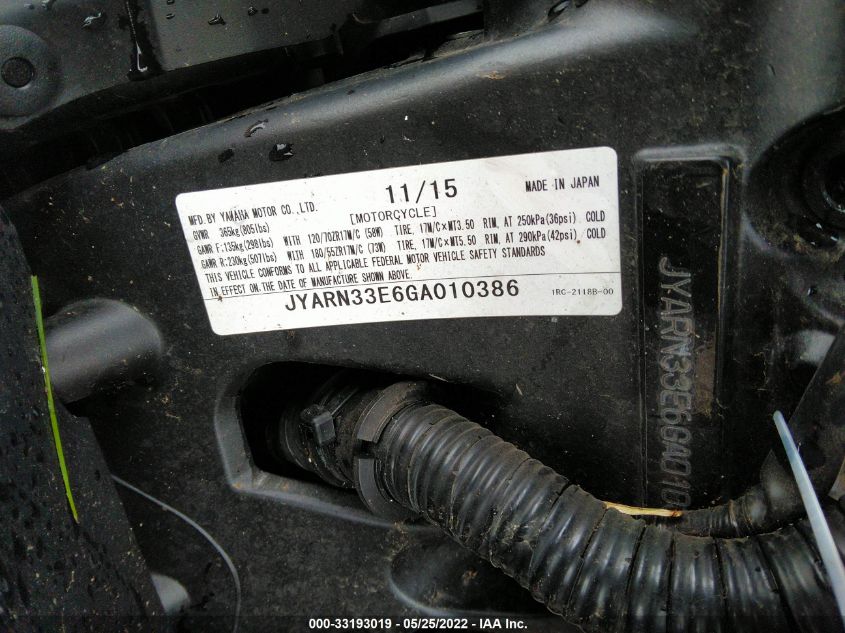 11/15
MADE IN JAPAN
MFD. BY YAMAHA MOTOR CO., LTD.
[MOTORCYCLE]
GVWR 365kg(805lbs)
GAWR F:135kg(298lbs) WITH 120/70ZR17M/C (58W) TIRE, 17M/C×MT3.50 RIM, AT 250kPa(36psi) COLD
GAWR R:230kg(507lbs) WITH 180/55ZR17M/C (73W) TIRE, 17M/C×MT5.50 RIM, AT 290kPa(42psi) COLD
THIS VEHICLE CONFORMS TO ALL APPLICABLE FEDERAL MOTOR VEHICLE SAFETY STANDARDS
IN EFFECT ON THE DATE OF MANUFACTURE SHOWN ABOVE.
JYARN33E6GA010386
1RC-2118B-00
JYARN33E6GA010
000-33193019 - 05/25/2022 - IAA Inc.